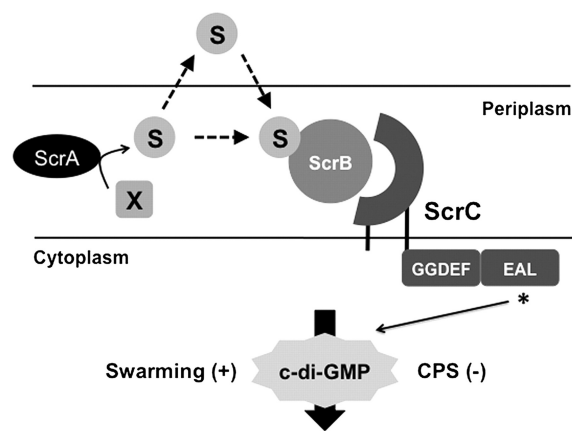 S
Periplasm
S
S
ScrA
ScrB
X
ScrC
Cytoplasm
GGDEF
EAL
*
Swarming (+)
c-di-GMP
CPS (-)